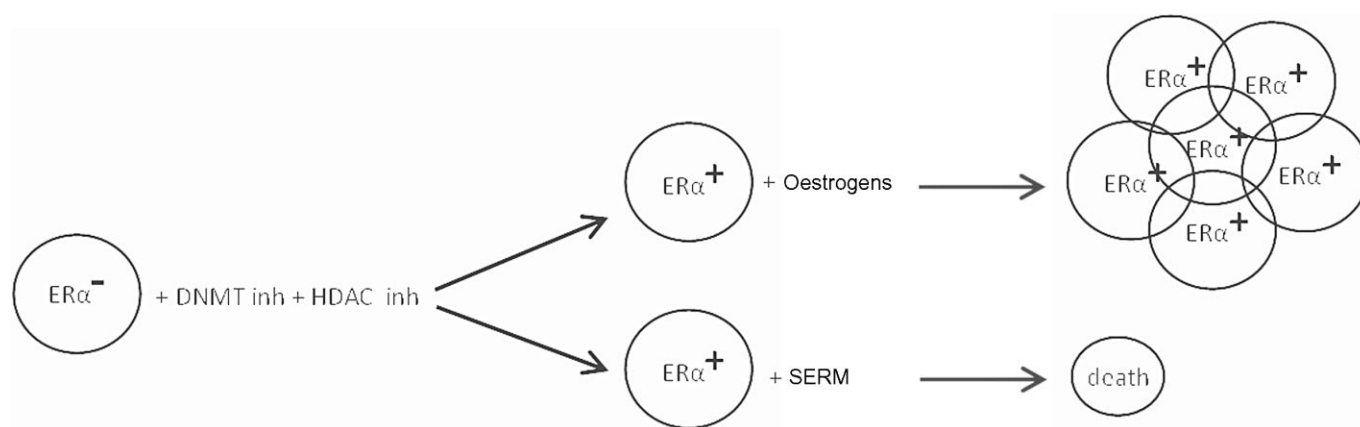 ERα⁻ + DNMT inh + HDAC inh
ERα⁺ + Oestrogens
ERα⁺
ERα⁺
ERα⁺
ERα⁺
ERα⁺
ERα⁺
ERα⁺ + SERM
death